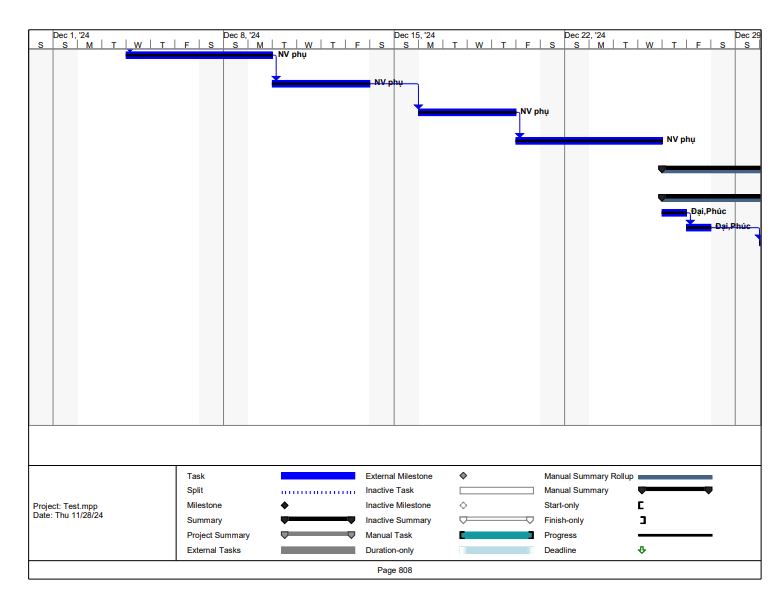 Dec 1, '24 Dec 8, '24 Dec 15, '24 Dec 22, '24 Dec 29
S S M T W T F S S M T W T F S S M T W T F S S M T W T F S S M
NV phụ
NV phụ
NV phụ
NV phụ
Đại,Phúc
Đại,Phúc
Project: Test.mpp
Date: Thu 11/28/24
Task External Milestone Manual Summary Rollup
Split Inactive Task Manual Summary
Milestone Inactive Milestone Start-only
Summary Inactive Summary Finish-only
Project Summary Manual Task Progress
External Tasks Duration-only Deadline
Page 808